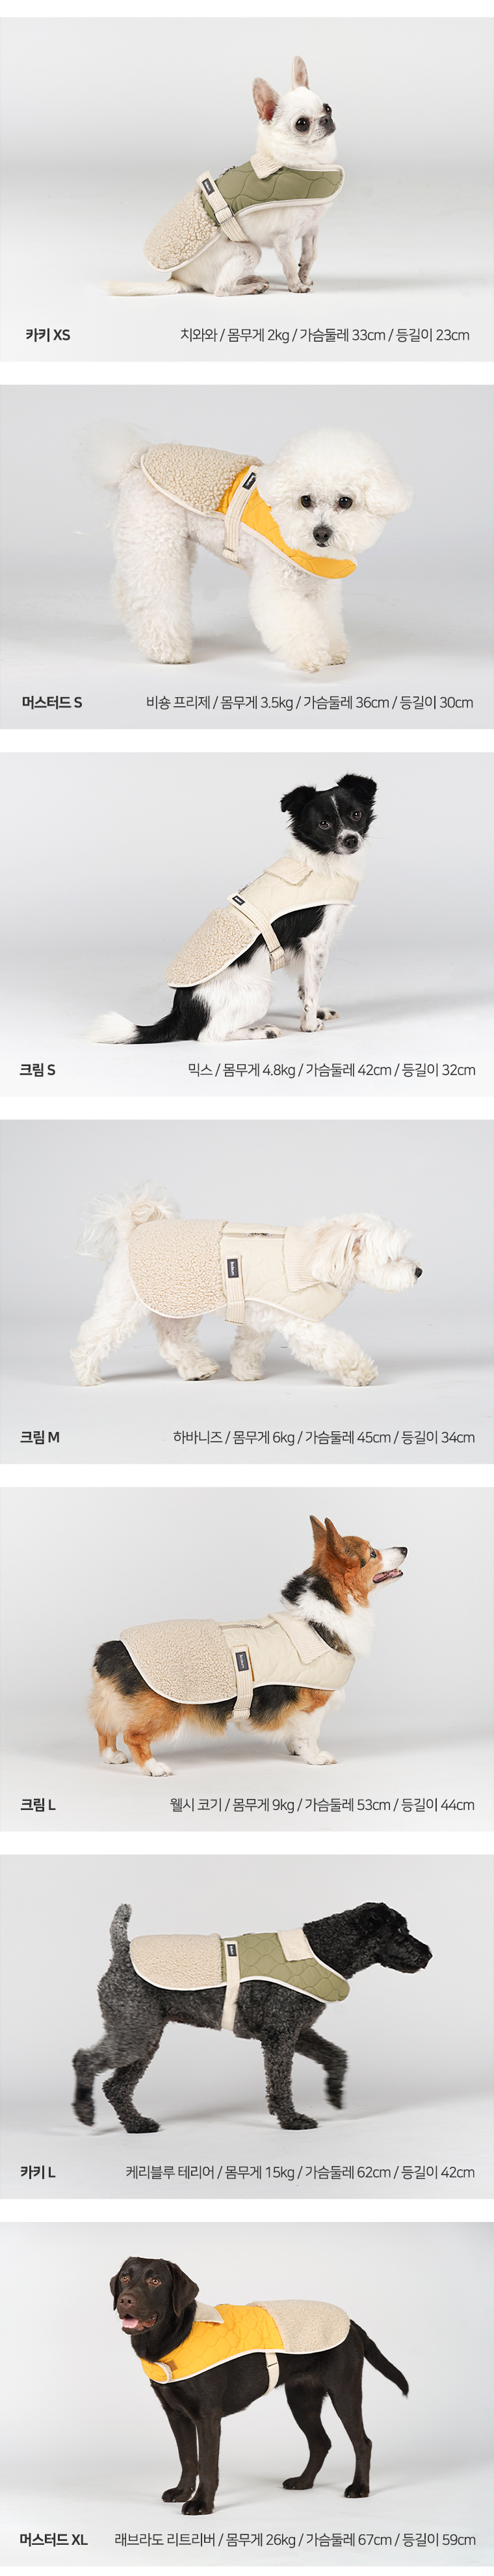 카키 XS 치와와 / 몸무게 2kg / 가슴둘레 33cm / 등길이 23cm
머스터드 S 비숑 프리제 / 몸무게 3.5kg / 가슴둘레 36cm / 등길이 30cm
크림 S 믹스 / 몸무게 4.8kg / 가슴둘레 42cm / 등길이 32cm
크림 M 하바니즈 / 몸무게 6kg / 가슴둘레 45cm / 등길이 34cm
크림 L 웰시 코기 / 몸무게 9kg / 가슴둘레 53cm / 등길이 44cm
카키 L 케리블루 테리어 / 몸무게 15kg / 가슴둘레 62cm / 등길이 42cm
머스터드 XL 래브라도 리트리버 / 몸무게 26kg / 가슴둘레 67cm / 등길이 59cm